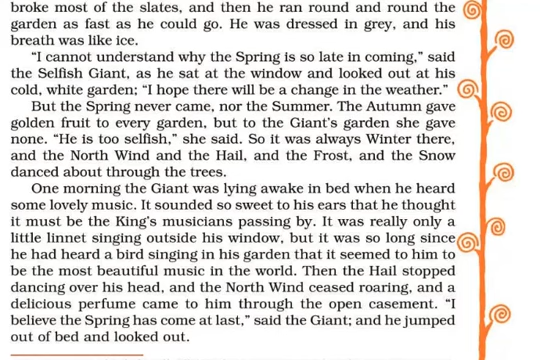 broke most of the slates, and then he ran round and round the
garden as fast as he could go. He was dressed in grey, and his
breath was like ice.
“I cannot understand why the Spring is so late in coming,” said
the Selfish Giant, as he sat at the window and looked out at his
cold, white garden; “I hope there will be a change in the weather.”
But the Spring never came, nor the Summer. The Autumn gave
golden fruit to every garden, but to the Giant’s garden she gave
none. “He is too selfish,” she said. So it was always Winter there,
and the North Wind and the Hail, and the Frost, and the Snow
danced about through the trees.
One morning the Giant was lying awake in bed when he heard
some lovely music. It sounded so sweet to his ears that he thought
it must be the King’s musicians passing by. It was really only a
little linnet singing outside his window, but it was so long since
he had heard a bird singing in his garden that it seemed to him to
be the most beautiful music in the world. Then the Hail stopped
dancing over his head, and the North Wind ceased roaring, and a
delicious perfume came to him through the open casement. “I
believe the Spring has come at last,” said the Giant; and he jumped
out of bed and looked out.